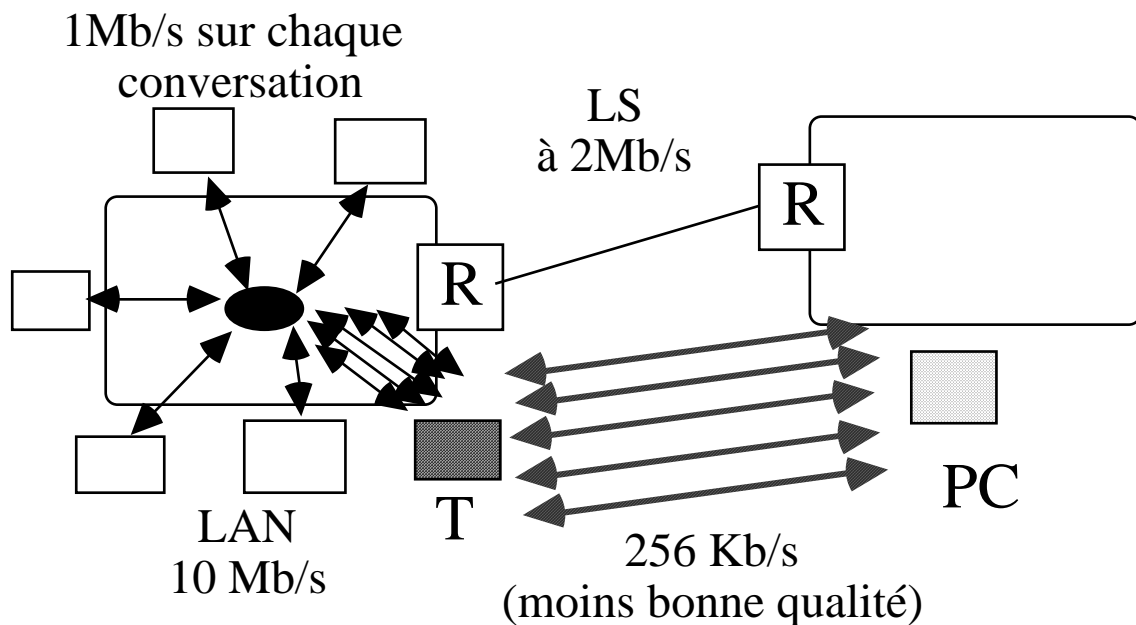 1Mb/s sur chaque
conversation
LS
à 2Mb/s
R
R
T
PC
LAN
10 Mb/s
256 Kb/s
(moins bonne qualité)